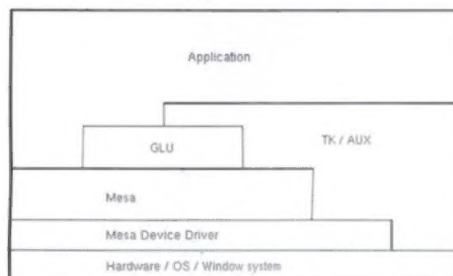 Application
TK / AUX
GLU
Mesa
Mesa Device Driver
Hardware / OS / Window system